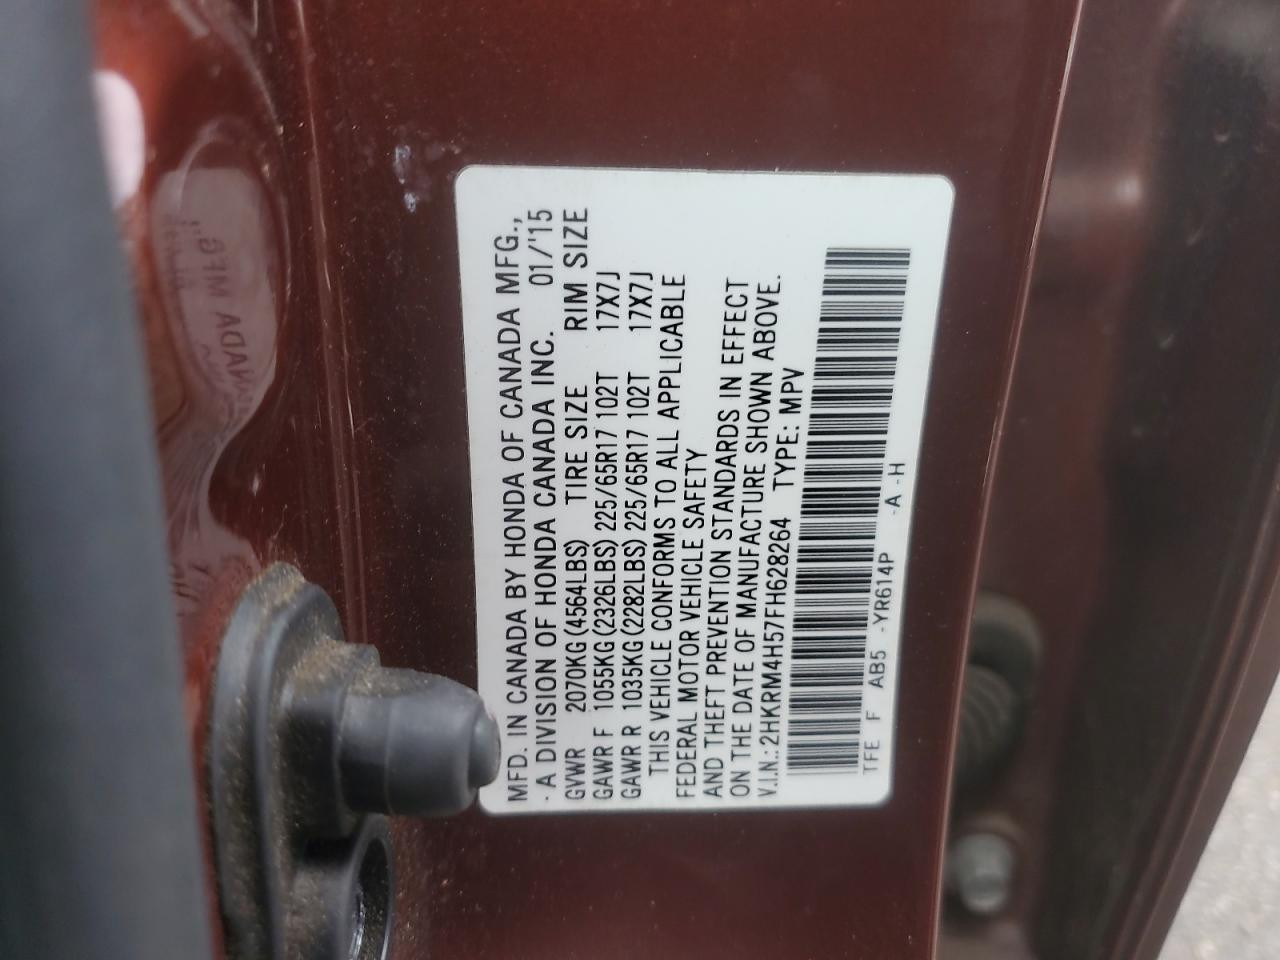 MFD. IN CANADA BY HONDA OF CANADA MFG.,
- A DIVISION OF HONDA CANADA INC. 01/'15
GVWR 2070KG (4564LBS) TIRE SIZE RIM SIZE
GAWR F 1055KG (2326LBS) 225/65R17 102T 17X7J
GAWR R 1035KG (2282LBS) 225/65R17 102T 17X7J
THIS VEHICLE CONFORMS TO ALL APPLICABLE
FEDERAL MOTOR VEHICLE SAFETY
AND THEFT PREVENTION STANDARDS IN EFFECT
ON THE DATE OF MANUFACTURE SHOWN ABOVE.
V.I.N.: 2HKRM4H57FH628264 TYPE: MPV
TFE F AB5 -YR614P -A -H